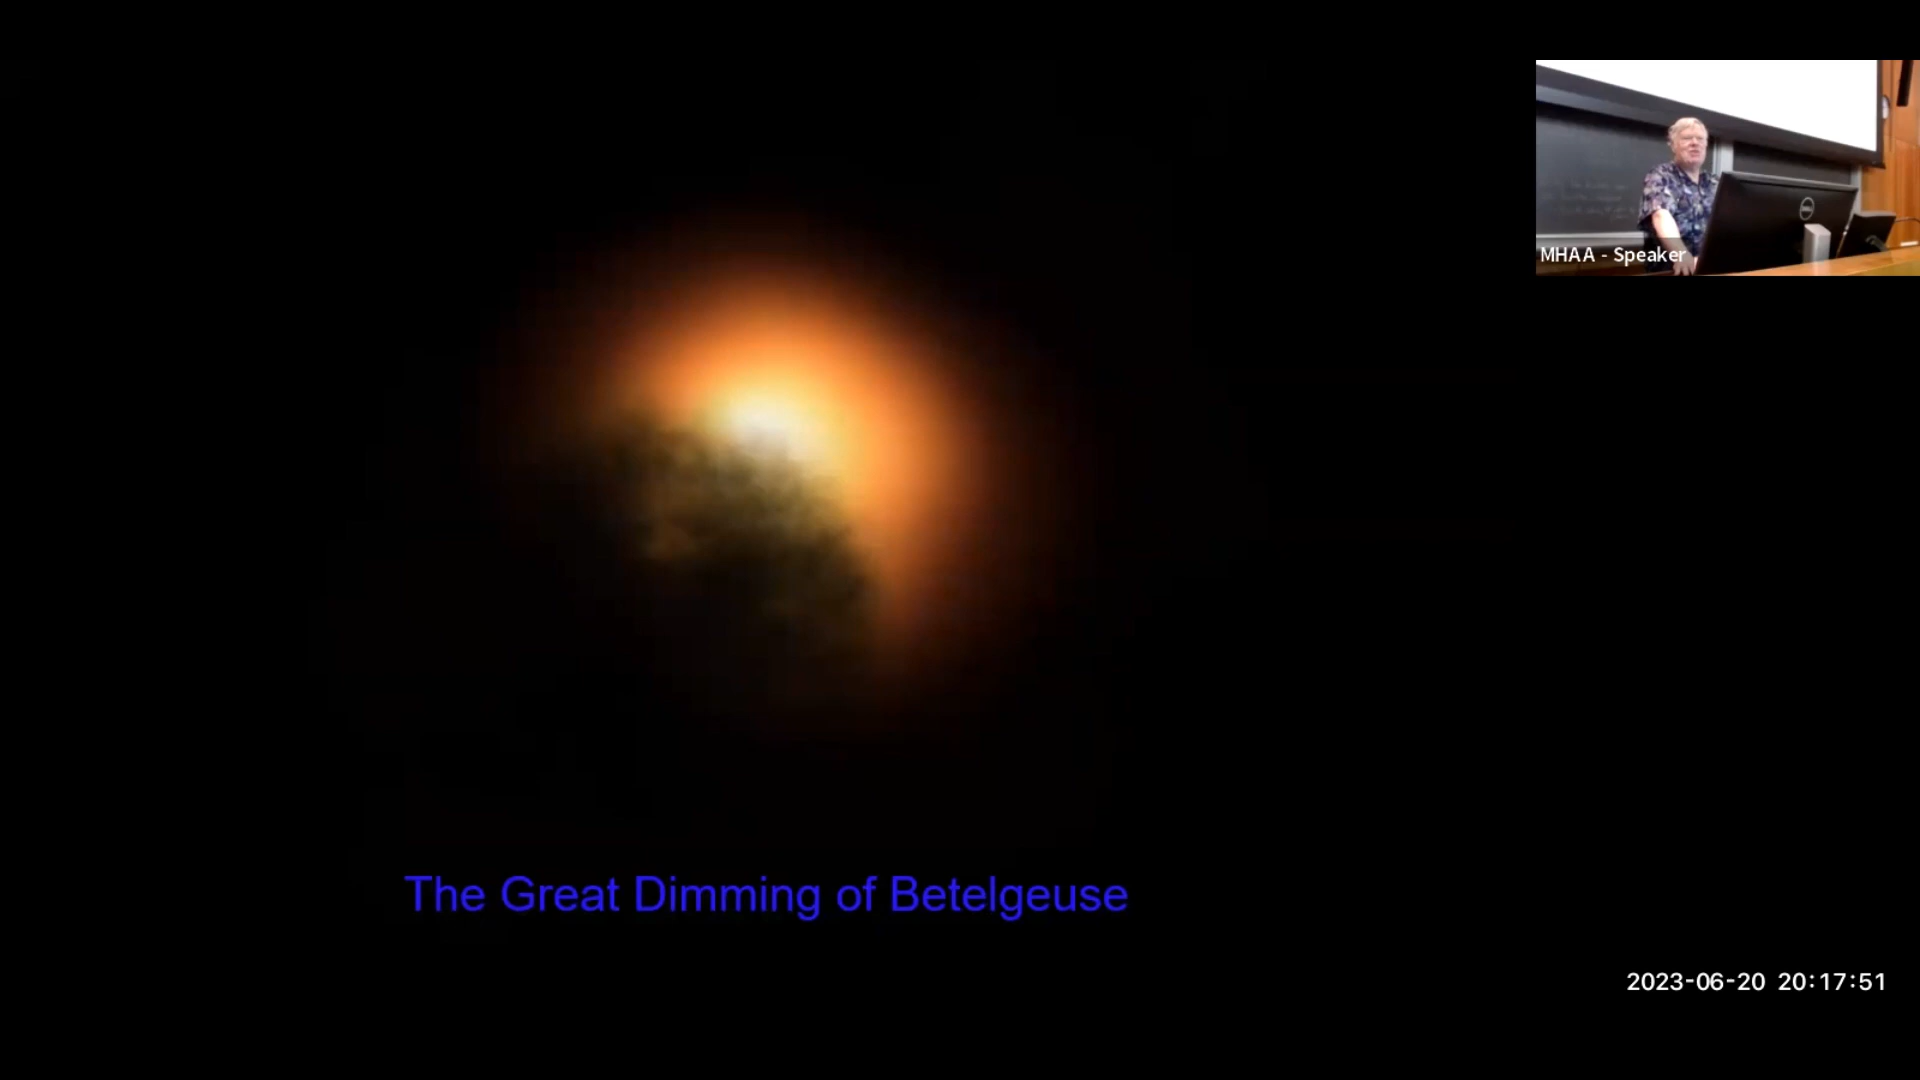 MHAA - Speaker
The Great Dimming of Betelgeuse
2023-06-20 20:17:51